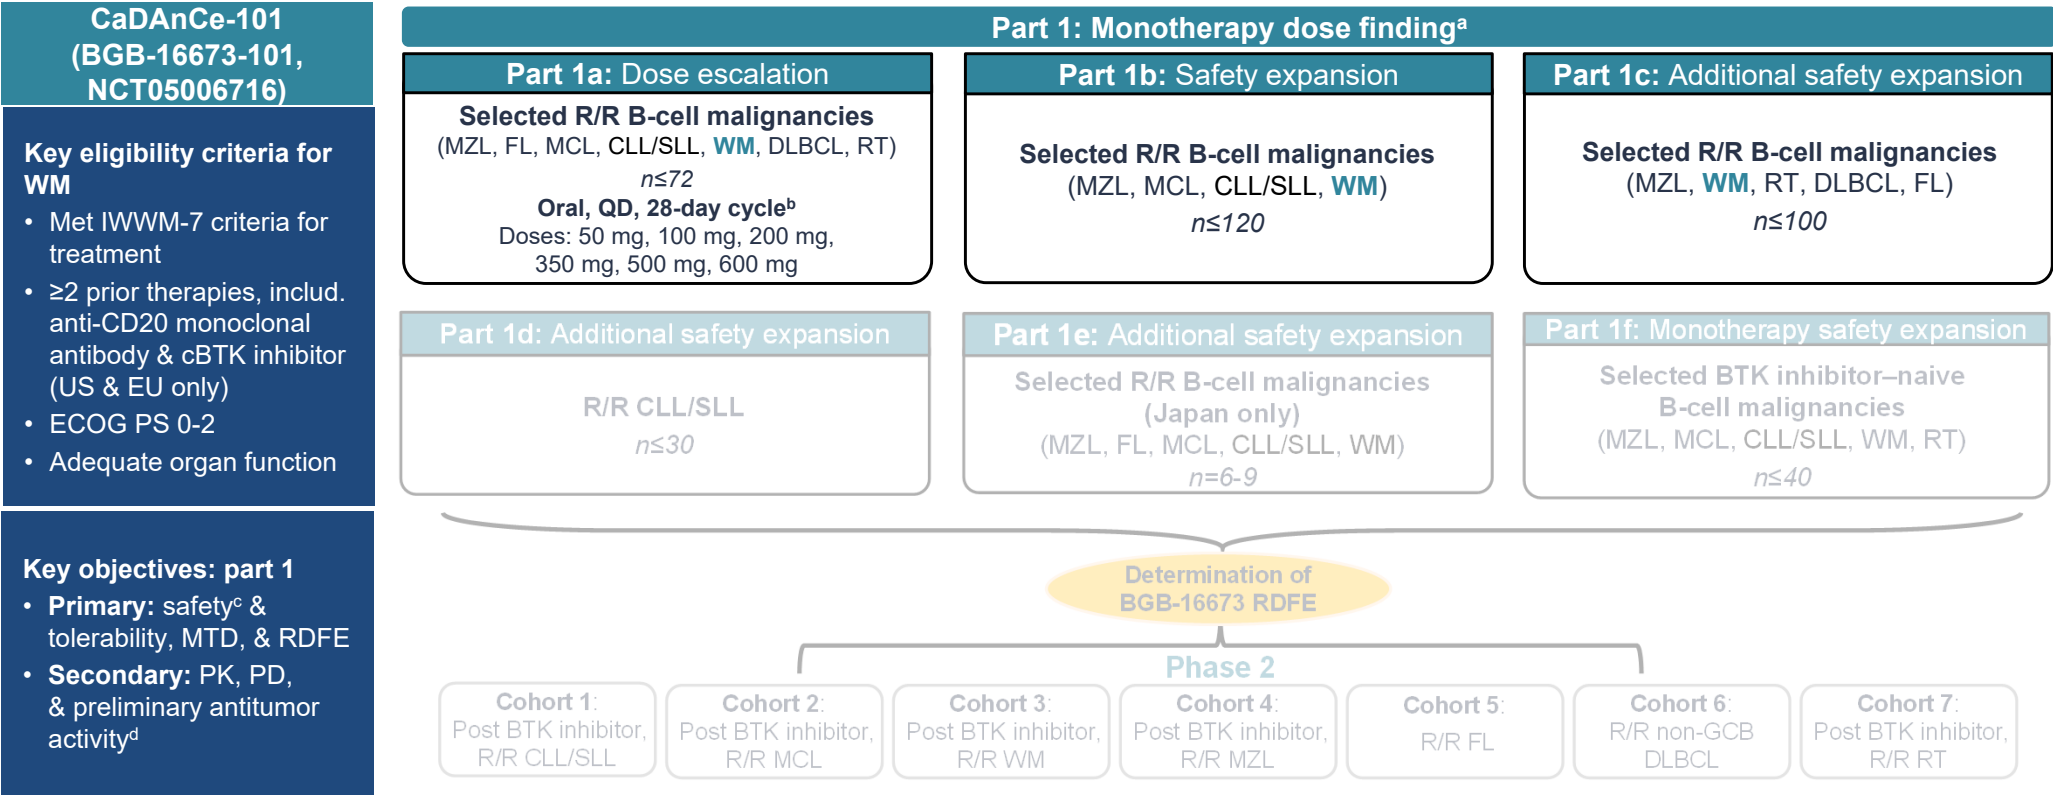 CaDAnCe-101
(BGB-16673-101,
NCT05006716)
Key eligibility criteria for
WM
• Met IWWM-7 criteria for
treatment
• ≥2 prior therapies, includ.
anti-CD20 monoclonal
antibody & cBTK inhibitor
(US & EU only)
• ECOG PS 0-2
• Adequate organ function
Key objectives: part 1
• Primary: safetyᶜ &
tolerability, MTD, & RDFE
• Secondary: PK, PD,
& preliminary antitumor
activityᵈ
Part 1: Monotherapy dose findingᵃ
Part 1a: Dose escalation
Selected R/R B-cell malignancies
(MZL, FL, MCL, CLL/SLL, WM, DLBCL, RT)
n≤72
Oral, QD, 28-day cycleᵇ
Doses: 50 mg, 100 mg, 200 mg,
350 mg, 500 mg, 600 mg
Part 1b: Safety expansion
Selected R/R B-cell malignancies
(MZL, MCL, CLL/SLL, WM)
n≤120
Part 1c: Additional safety expansion
Selected R/R B-cell malignancies
(MZL, WM, RT, DLBCL, FL)
n≤100
Part 1d: Additional safety expansion
R/R CLL/SLL
n≤30
Part 1e: Additional safety expansion
Selected R/R B-cell malignancies
(Japan only)
(MZL, FL, MCL, CLL/SLL, WM)
n=6-9
Part 1f: Monotherapy safety expansion
Selected BTK inhibitor–naive
B-cell malignancies
(MZL, MCL, CLL/SLL, WM, RT)
n≤40
Determination of
BGB-16673 RDFE
Phase 2
Cohort 1:
Post BTK inhibitor,
R/R CLL/SLL
Cohort 2:
Post BTK inhibitor,
R/R MCL
Cohort 3:
Post BTK inhibitor,
R/R WM
Cohort 4:
Post BTK inhibitor,
R/R MZL
Cohort 5:
R/R FL
Cohort 6:
R/R non-GCB
DLBCL
Cohort 7:
Post BTK inhibitor,
R/R RT